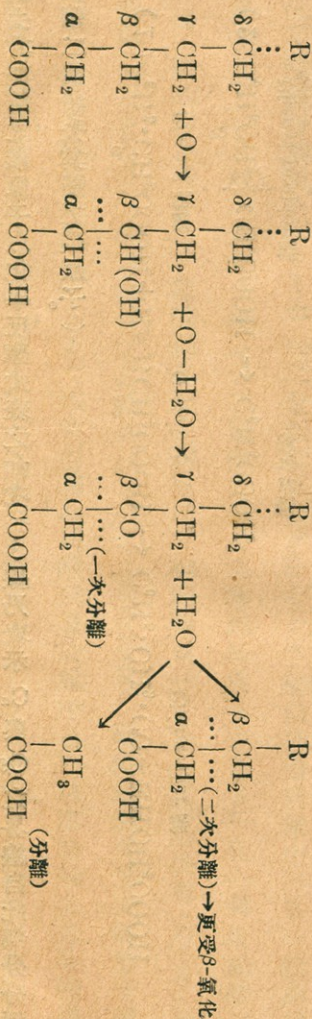 R R R R
δ CH₂ δ CH₂ δ CH₂ β CH₂
γ CH₂ +O→ γ CH₂ +O−H₂O→ γ CH₂ +H₂O (二次分離)→更受β-氧化
β CH₂ β CH(OH) β CO α CH₂
α CH₂ α CH₂ (一次分離) α CH₂ COOH
COOH COOH COOH
CH₃
COOH (分離)